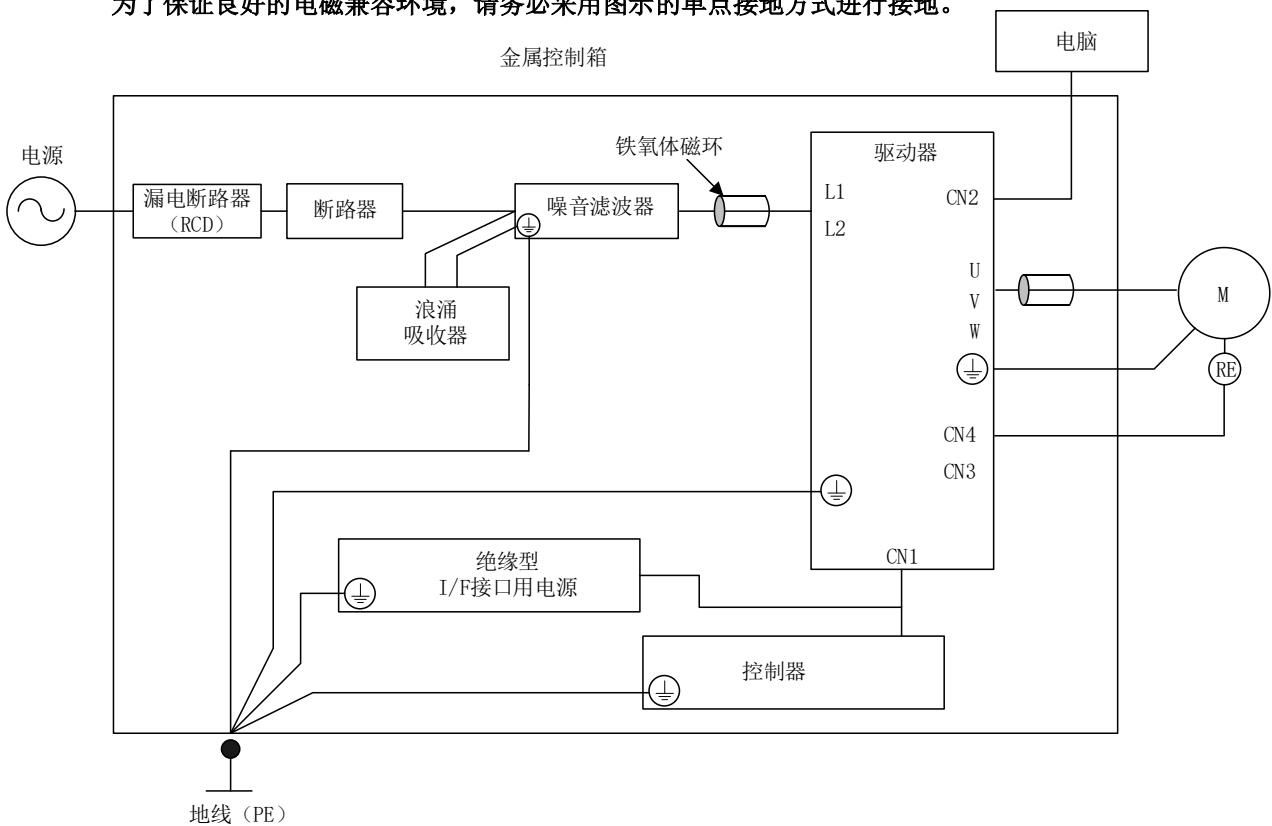 为了保证良好的电磁兼容环境，请务必采用图示的单点接地方式进行接地。
电脑
金属控制箱
铁氧体磁环
驱动器
电源
漏电断路器
（RCD）
断路器
噪音滤波器
L1
L2
CN2
浪涌
吸收器
U
V
W
M
RE
CN4
CN3
CN1
绝缘型
I/F接口用电源
控制器
地线（PE）